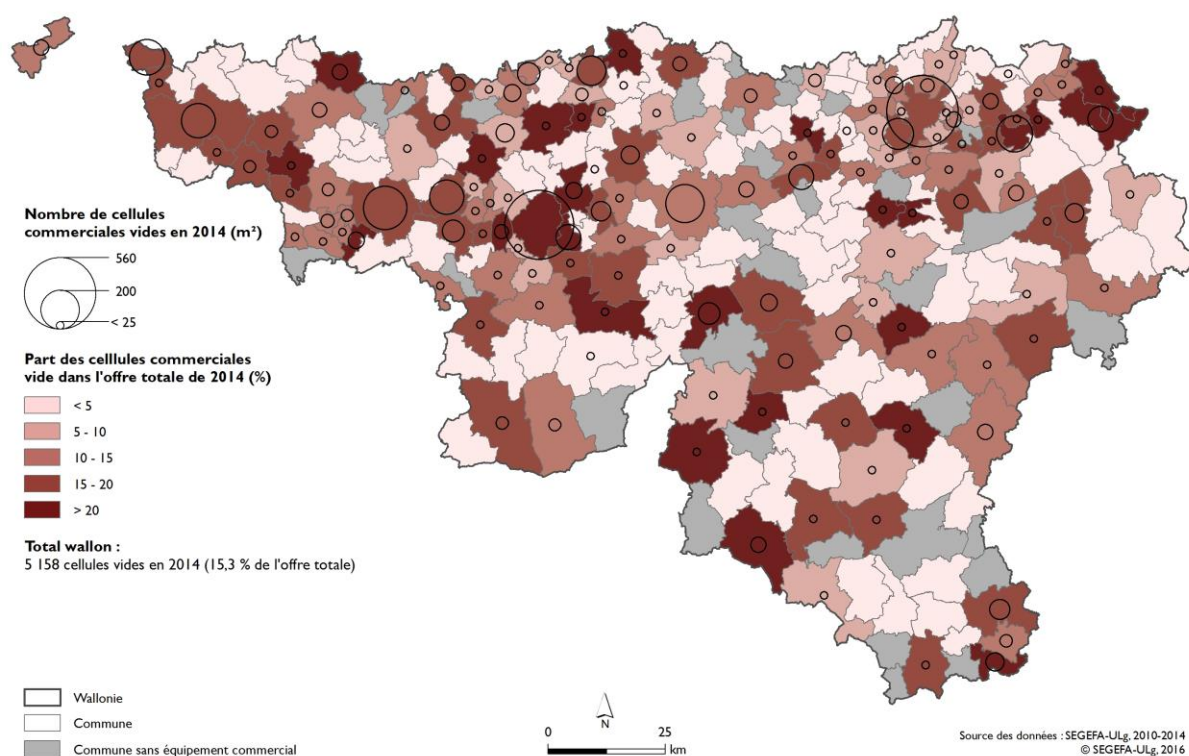 Nombre de cellules
commerciales vides en 2014 (m²)
560
200
< 25
Part des celllules commerciales
vide dans l'offre totale de 2014 (%)
< 5
5 - 10
10 - 15
15 - 20
> 20
Total wallon :
5 158 cellules vides en 2014 (15,3 % de l'offre totale)
Wallonie
Commune
Commune sans équipement commercial
N
0 25
km
Source des données : SEGEFA-ULg, 2010-2014
© SEGEFA-ULg, 2016